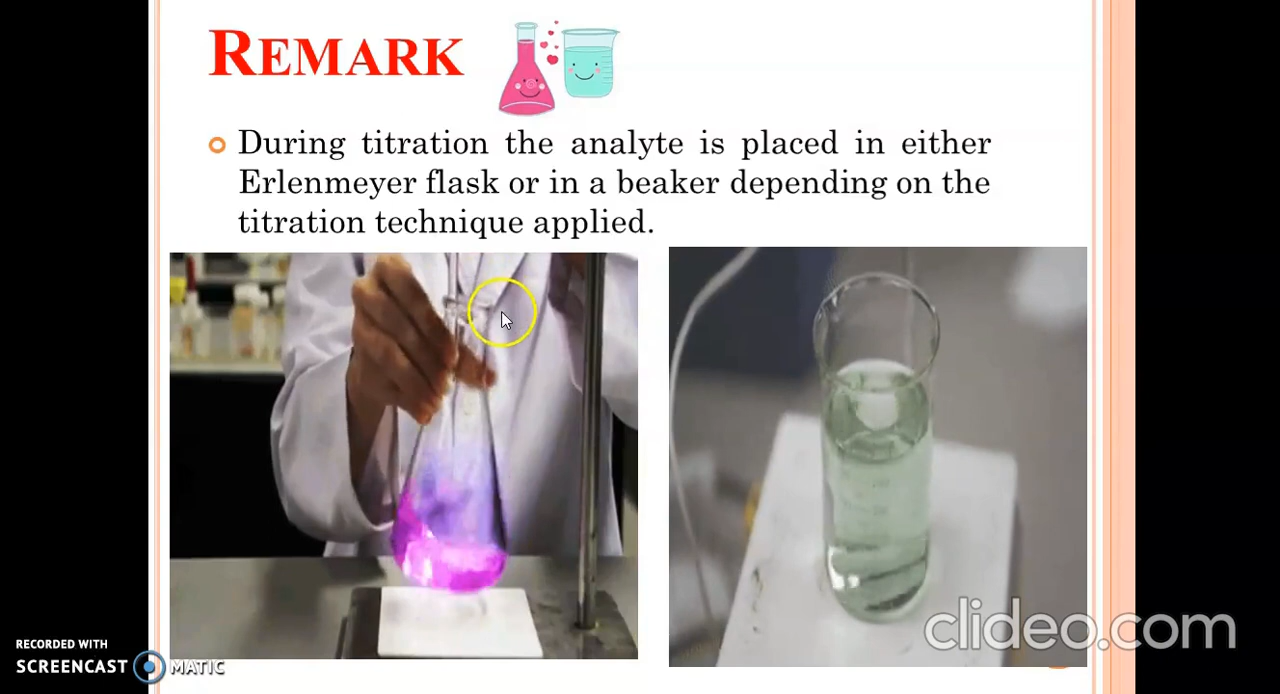 REMARK
During titration the analyte is placed in either
Erlenmeyer flask or in a beaker depending on the
titration technique applied.
clideo.com
RECORDED WITH
SCREENCAST MATIC